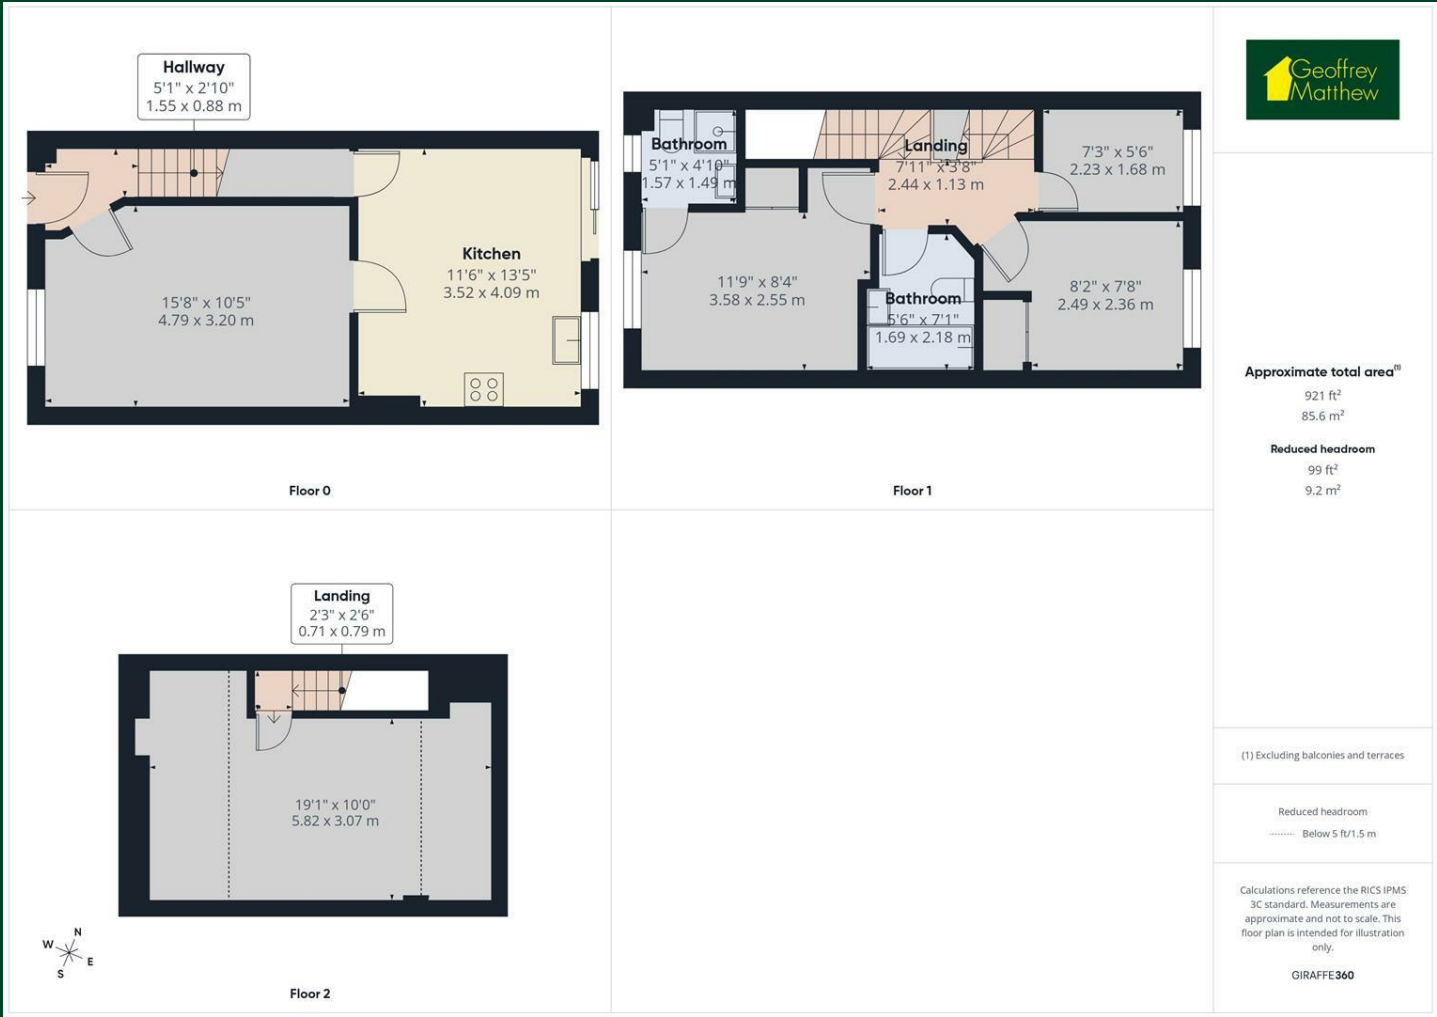 Hallway
5'1" x 2'10"
1.55 x 0.88 m
15'8" x 10'5"
4.79 x 3.20 m
Kitchen
11'6" x 13'5"
3.52 x 4.09 m
Floor 0
Bathroom
5'1" x 4'10"
1.57 x 1.49 m
Landing
7'11" x 3'8"
2.44 x 1.13 m
7'3" x 5'6"
2.23 x 1.68 m
11'9" x 8'4"
3.58 x 2.55 m
Bathroom
5'6" x 7'1"
1.69 x 2.18 m
8'2" x 7'8"
2.49 x 2.36 m
Floor 1
Landing
2'3" x 2'6"
0.71 x 0.79 m
19'1" x 10'0"
5.82 x 3.07 m
N
W
E
S
Floor 2
Geoffrey
Matthew
Approximate total area(1)
921 ft²
85.6 m²
Reduced headroom
99 ft²
9.2 m²
(1) Excluding balconies and terraces
Reduced headroom
Below 5 ft/1.5 m
Calculations reference the RICS IPMS
3C standard. Measurements are
approximate and not to scale. This
floor plan is intended for illustration
only.
GIRAFFE360